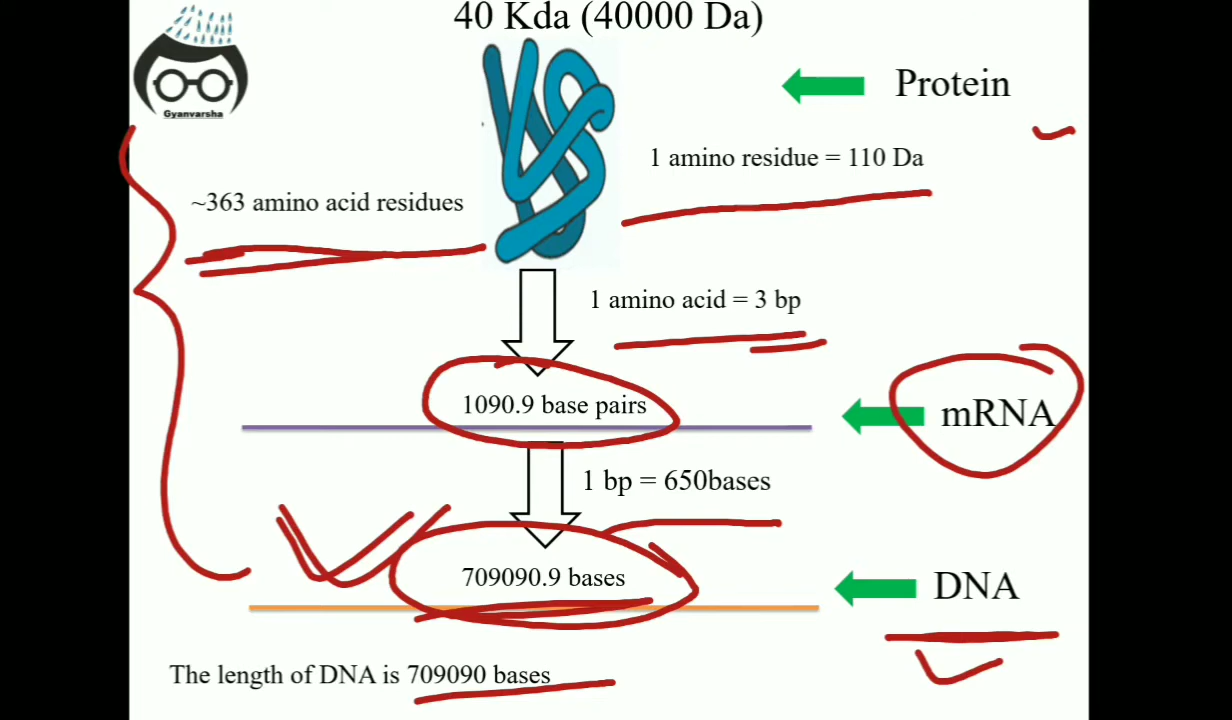 40 Kda (40000 Da)
Gyanvarsha
Protein
1 amino residue = 110 Da
~363 amino acid residues
1 amino acid = 3 bp
1090.9 base pairs
mRNA
1 bp = 650bases
709090.9 bases
DNA
The length of DNA is 709090 bases